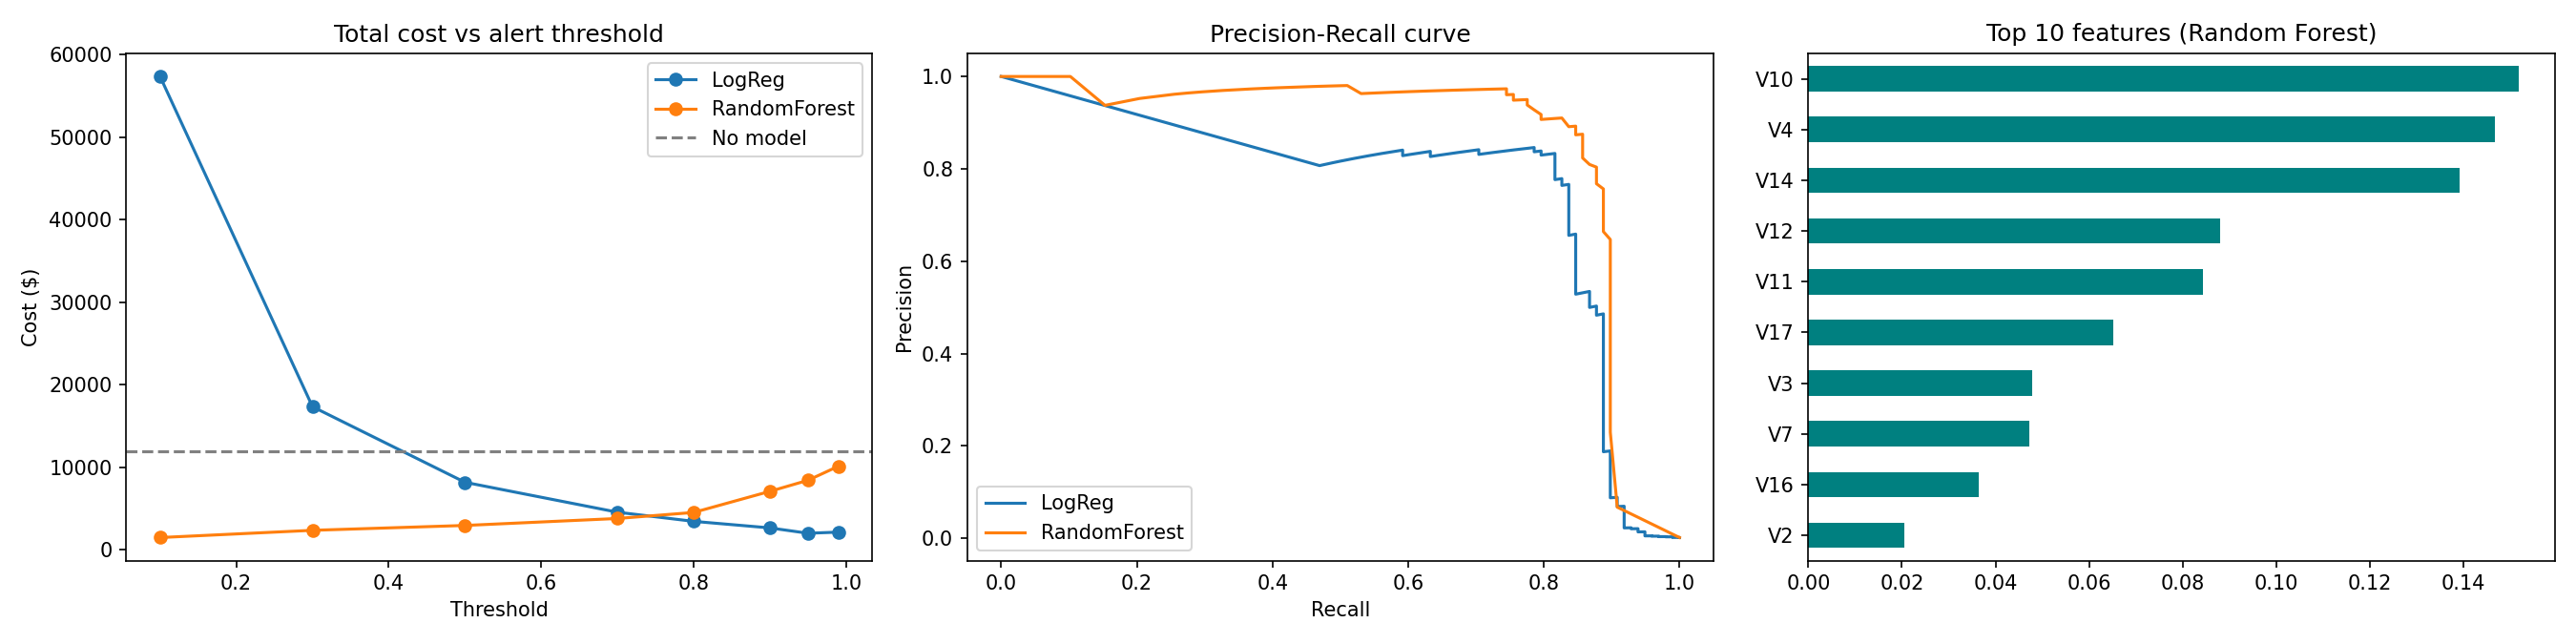 Total cost vs alert threshold
60000
50000
40000
30000
20000
10000
0
Cost ($)
LogReg
RandomForest
No model
0.2
0.4
0.6
0.8
1.0
Threshold
Precision-Recall curve
1.0
0.8
0.6
0.4
0.2
0.0
Precision
LogReg
RandomForest
0.0
0.2
0.4
0.6
0.8
1.0
Recall
Top 10 features (Random Forest)
V10
V4
V14
V12
V11
V17
V3
V7
V16
V2
0.00
0.02
0.04
0.06
0.08
0.10
0.12
0.14